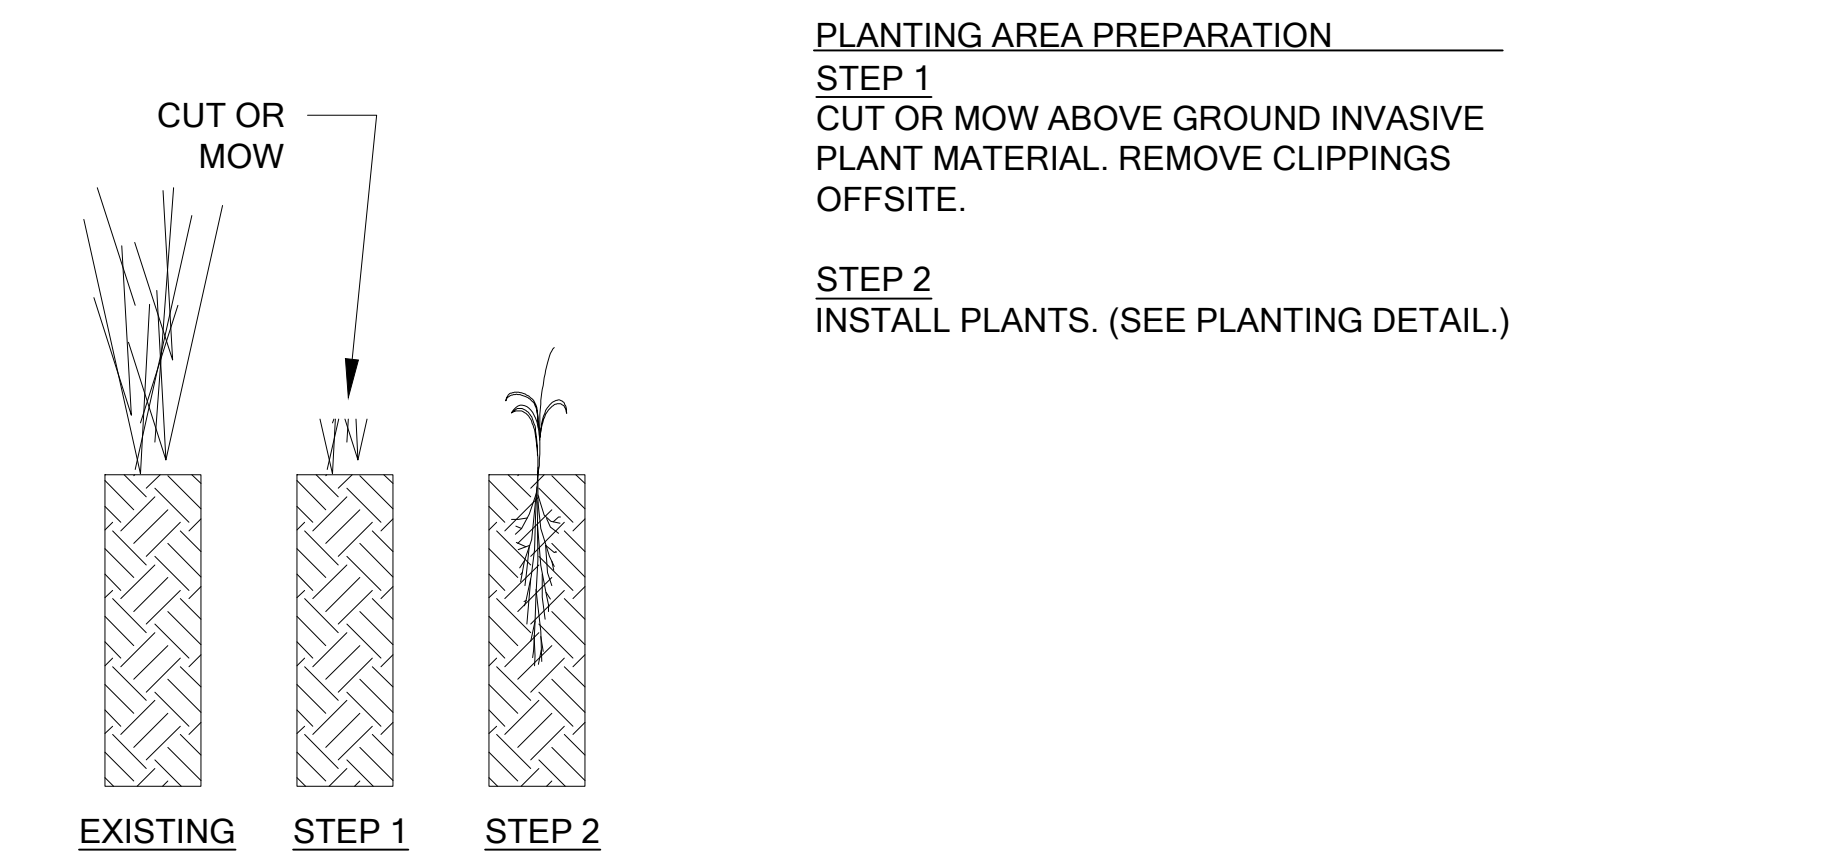 PLANTING AREA PREPARATION
STEP 1
CUT OR MOW ABOVE GROUND INVASIVE
PLANT MATERIAL. REMOVE CLIPPINGS
OFFSITE.
STEP 2
INSTALL PLANTS. (SEE PLANTING DETAIL.)
CUT OR
MOW
EXISTING
STEP 1
STEP 2